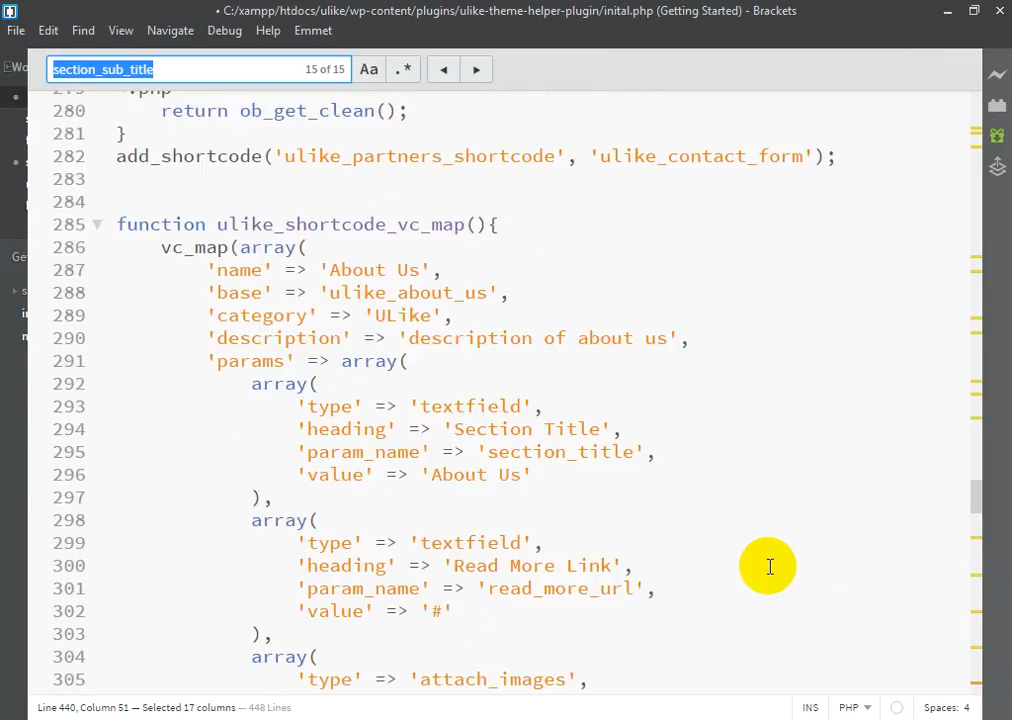 • C:/xampp/htdocs/ulike/wp-content/plugins/ulike-theme-helper-plugin/inital.php (Getting Started) - Brackets
File Edit Find View Navigate Debug Help Emmet
section_sub_title 15 of 15 Aa .*
280 return ob_get_clean();
281 }
282 add_shortcode('ulike_partners_shortcode', 'ulike_contact_form');
283
284
285 function ulike_shortcode_vc_map(){
286 vc_map(array(
287 'name' => 'About Us',
288 'base' => 'ulike_about_us',
289 'category' => 'ULike',
290 'description' => 'description of about us',
291 'params' => array(
292 array(
293 'type' => 'textfield',
294 'heading' => 'Section Title',
295 'param_name' => 'section_title',
296 'value' => 'About Us'
297 ),
298 array(
299 'type' => 'textfield',
300 'heading' => 'Read More Link',
301 'param_name' => 'read_more_url',
302 'value' => '#'
303 ),
304 array(
305 'type' => 'attach_images',
Line 440, Column 51 — Selected 17 columns — 448 Lines INS PHP Spaces: 4